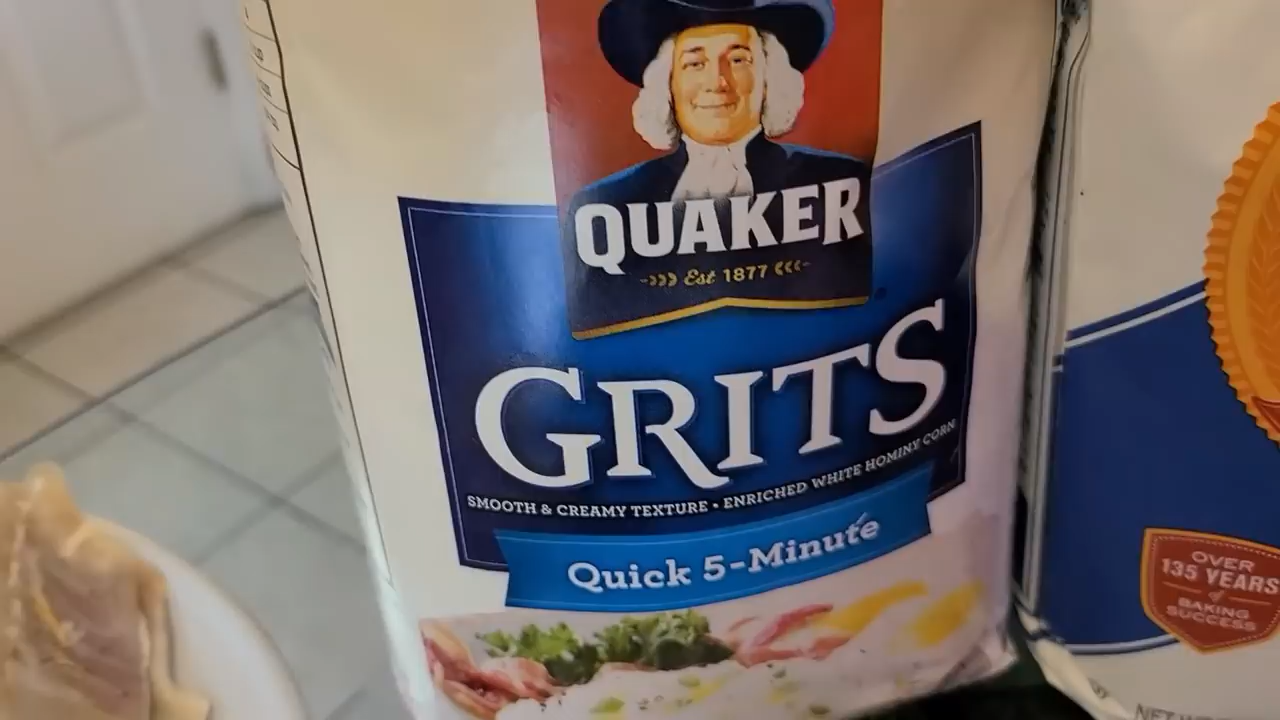 QUAKER
Est 1877
GRITS
SMOOTH & CREAMY TEXTURE • ENRICHED WHITE HOMINY CORN
Quick 5-Minute
OVER
135 YEARS
of
BAKING
SUCCESS